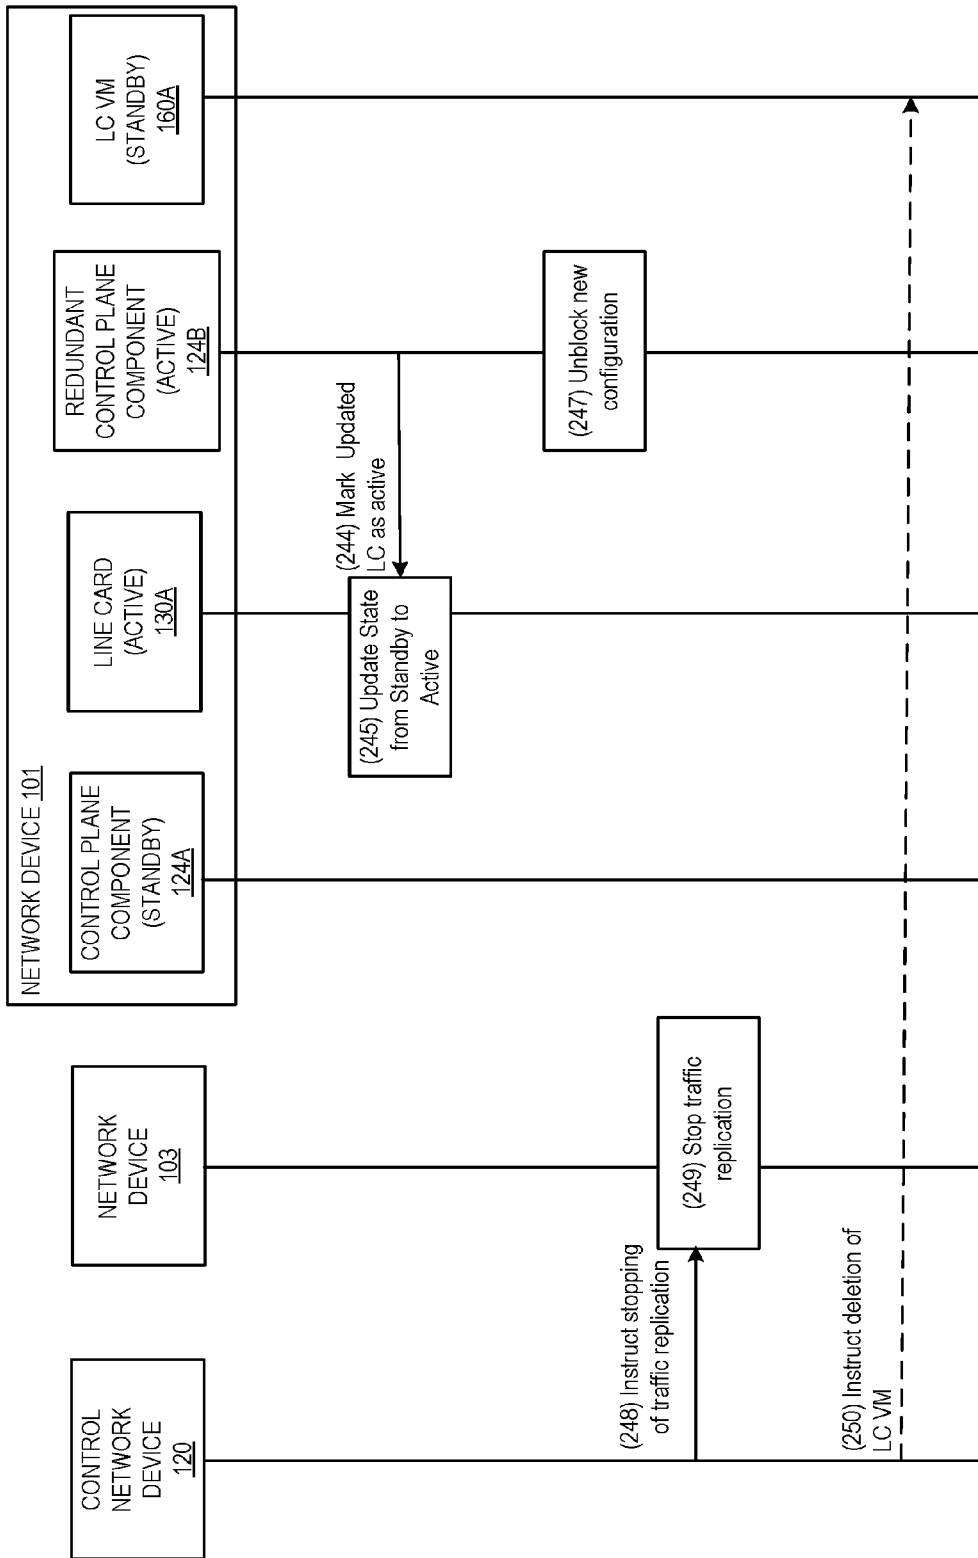 CONTROL
NETWORK
DEVICE
120
NETWORK
DEVICE
103
NETWORK DEVICE 101
CONTROL PLANE
COMPONENT
(STANDBY)
124A
LINE CARD
(ACTIVE)
130A
REDUNDANT
CONTROL PLANE
COMPONENT
(ACTIVE)
124B
LC VM
(STANDBY)
160A
(244) Mark Updated
LC as active
(245) Update State
from Standby to
Active
(247) Unblock new
configuration
(248) Instruct stopping
of traffic replication
(249) Stop traffic
replication
(250) Instruct deletion of
LC VM